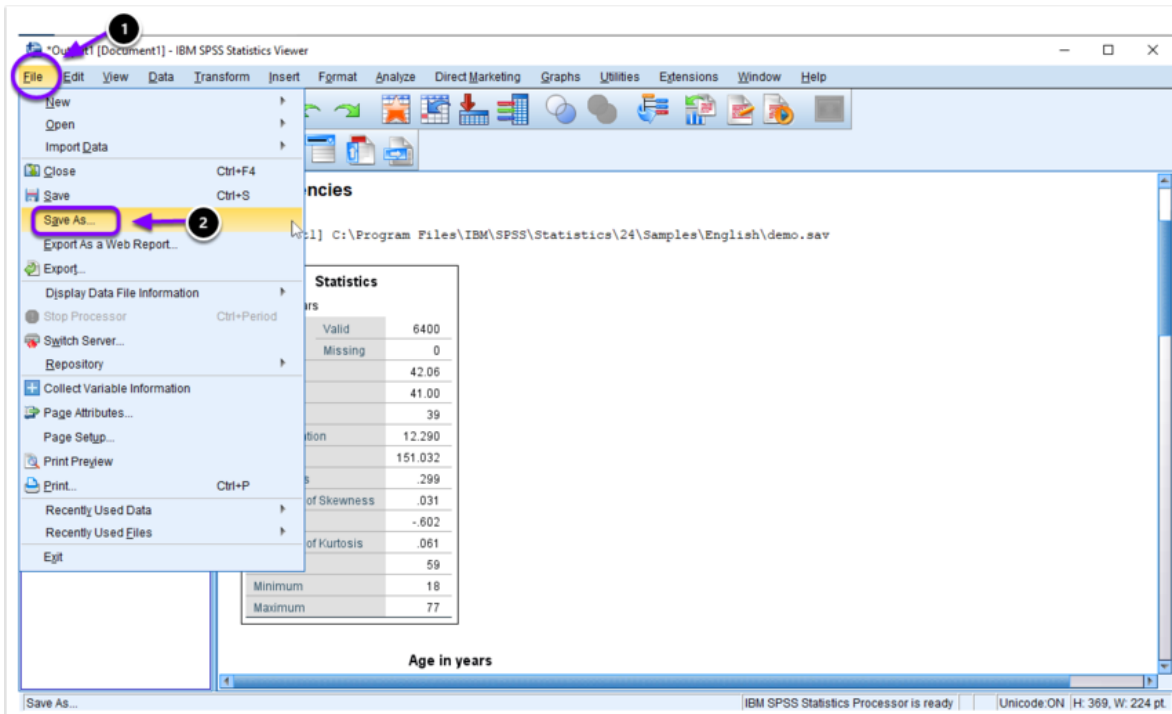 1
[Document1] - IBM SPSS Statistics Viewer
File Edit View Data Transform Insert Format Analyze Direct Marketing Graphs Utilities Extensions Window Help
New
Open
Import Data
Close Ctrl+F4
Save Ctrl+S
Save As...
2
Export As a Web Report...
Export...
Display Data File Information
Stop Processor Ctrl+Period
Switch Server...
Repository
Collect Variable Information
Page Attributes...
Page Setup...
Print Preview
Print... Ctrl+P
Recently Used Data
Recently Used Files
Exit
ncies
t1] C:\Program Files\IBM\SPSS\Statistics\24\Samples\English\demo.sav
Statistics
ars
Valid 6400
Missing 0
42.06
41.00
39
ation 12.290
151.032
s .299
of Skewness .031
-.602
of Kurtosis .061
59
Minimum 18
Maximum 77
Age in years
Save As...
IBM SPSS Statistics Processor is ready Unicode:ON H: 369, W: 224 pt.